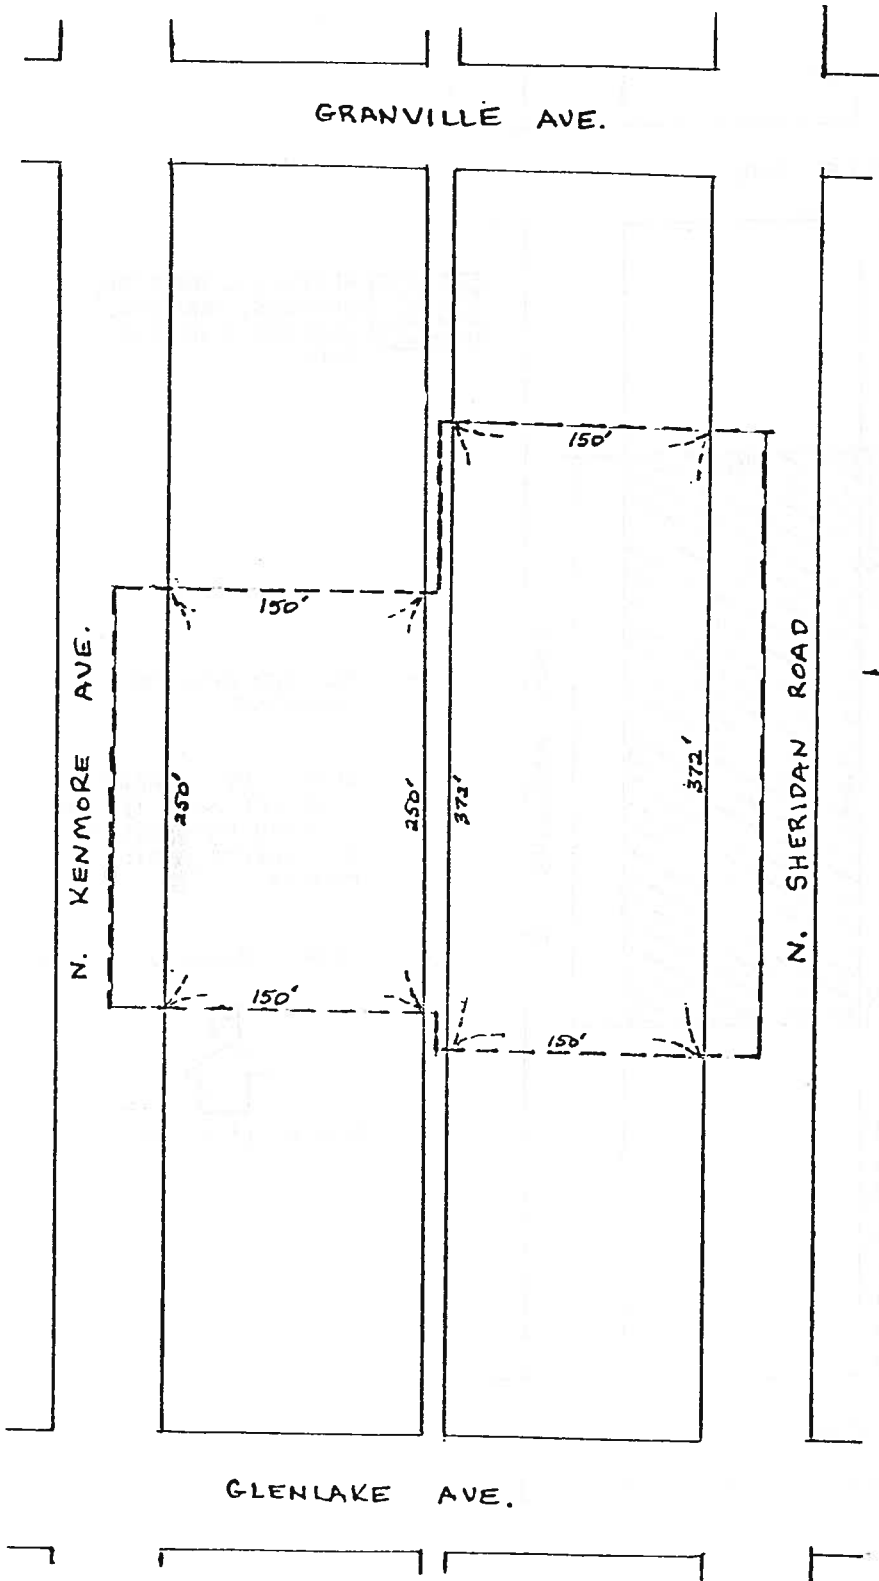 GRANVILLE AVE.
150'
150'
N. KENMORE AVE.
250'
250'
372'
372'
N. SHERIDAN ROAD
150'
150'
GLENLAKE AVE.